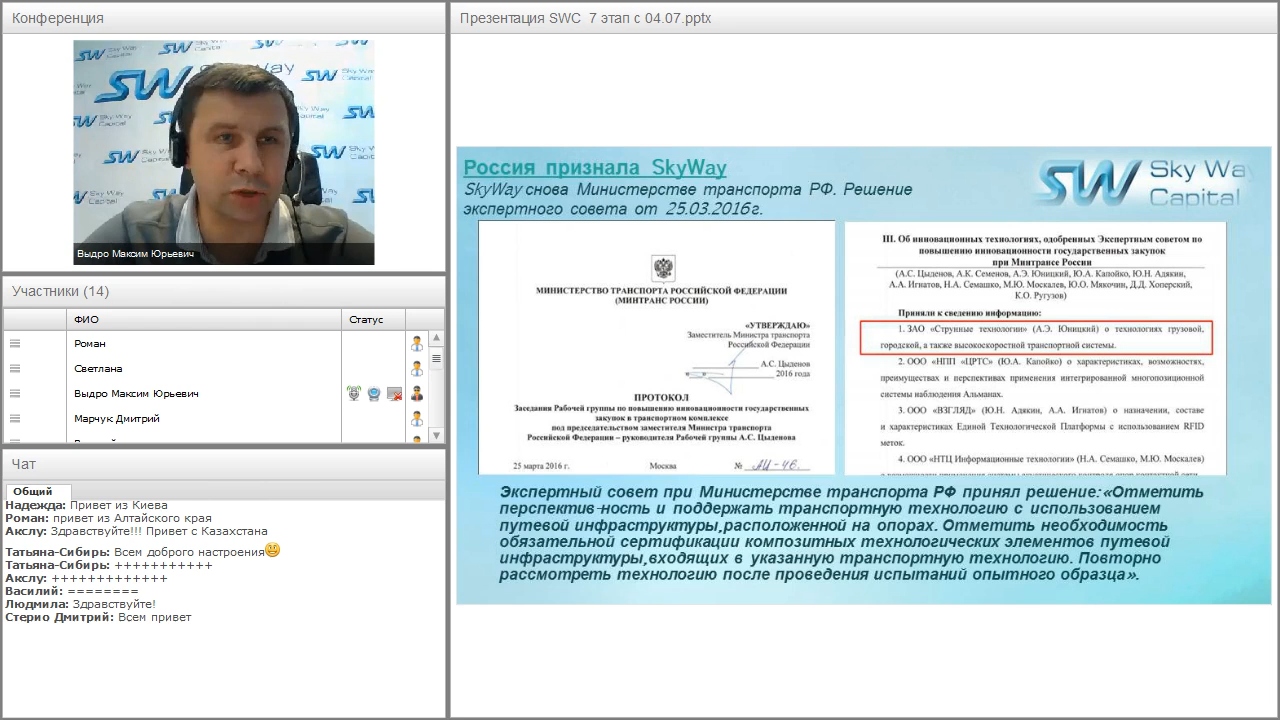 Конференция
SW Sky Way Capital
Выдро Максим Юрьевич
Участники (14)
ФИО Статус
Роман
Светлана
Выдро Максим Юрьевич
Марчук Дмитрий
Чат
Общий
Надежда: Привет из Киева
Роман: привет из Алтайского края
Акслу: Здравствуйте!!! Привет с Казахстана
Татьяна-Сибирь: Всем доброго настроения
Татьяна-Сибирь: +++++++++++
Акслу: +++++++++++++
Василий: ========
Людмила: Здравствуйте!
Стерио Дмитрий: Всем привет
Презентация SWC 7 этап с 04.07.pptx
Россия признала SkyWay
SkyWay снова Министерстве транспорта РФ. Решение
экспертного совета от 25.03.2016г.
SW Sky Way
Capital
МИНИСТЕРСТВО ТРАНСПОРТА РОССИЙСКОЙ ФЕДЕРАЦИИ
(МИНТРАНС РОССИИ)
«УТВЕРЖДАЮ»
Заместитель Министра транспорта
Российской Федерации
А.С. Цыденов
2016 года
ПРОТОКОЛ
Заседания Рабочей группы по повышению инновационности государственных
закупок в транспортном комплексе
под председательством заместителя Министра транспорта
Российской Федерации – руководителя Рабочей группы А.С. Цыденова
25 марта 2016 г. Москва №
III. Об инновационных технологиях, одобренных Экспертным советом по
повышению инновационности государственных закупок
при Минтрансе России
(А.С. Цыденов, А.К. Семенов, А.Э. Юницкий, Ю.А. Капойко, Ю.Н. Адякин,
А.А. Игнатов, Н.А. Семашко, М.Ю. Москалев, Ю.О. Мякочин, Д.Д. Хоперский,
К.О. Ругузов)
Приняли к сведению информацию:
1. ЗАО «Струнные технологии» (А.Э. Юницкий) о технологиях грузовой,
городской, а также высокоскоростной транспортной системы.
2. ООО «НПП «ЦРТС» (Ю.А. Капойко) о характеристиках, возможностях,
преимуществах и перспективах применения интегрированной многопозиционной
системы наблюдения Альманах.
3. ООО «ВЗГЛЯД» (Ю.Н. Адякин, А.А. Игнатов) о назначении, составе
и характеристиках Единой Технологической Платформы с использованием RFID
меток.
4. ООО «НТЦ Информационные технологии» (Н.А. Семашко, М.Ю. Москалев)
Экспертный совет при Министерстве транспорта РФ принял решение:«Отметить
перспектив-ность и поддержать транспортную технологию с использованием
путевой инфраструктуры,расположенной на опорах. Отметить необходимость
обязательной сертификации композитных технологических элементов путевой
инфраструктуры,входящих в указанную транспортную технологию. Повторно
рассмотреть технологию после проведения испытаний опытного образца».